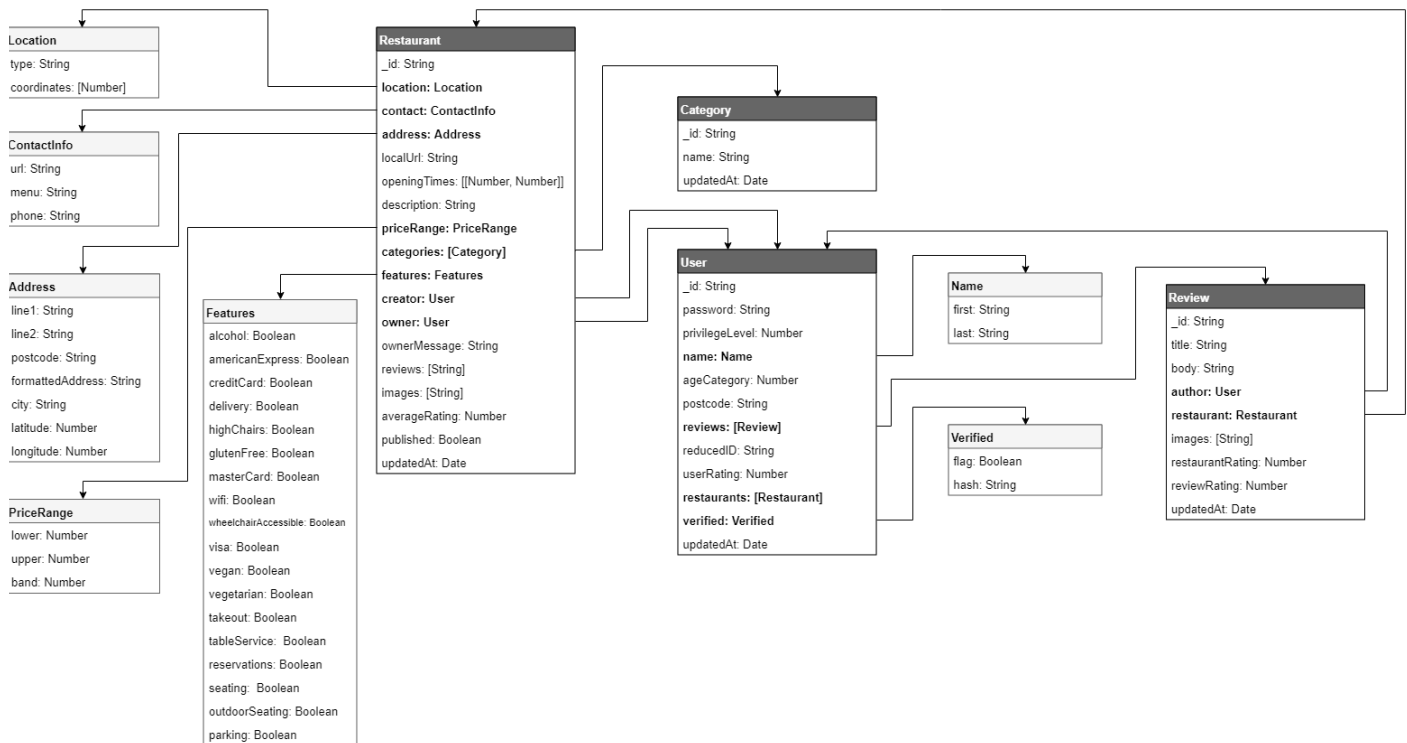 Location
type: String
coordinates: [Number]
ContactInfo
url: String
menu: String
phone: String
Address
line1: String
line2: String
postcode: String
formattedAddress: String
city: String
latitude: Number
longitude: Number
PriceRange
lower: Number
upper: Number
band: Number
Features
alcohol: Boolean
americanExpress: Boolean
creditCard: Boolean
delivery: Boolean
highChairs: Boolean
glutenFree: Boolean
masterCard: Boolean
wifi: Boolean
wheelchairAccessible: Boolean
visa: Boolean
vegan: Boolean
vegetarian: Boolean
takeout: Boolean
tableService: Boolean
reservations: Boolean
seating: Boolean
outdoorSeating: Boolean
parking: Boolean
Restaurant
_id: String
location: Location
contact: ContactInfo
address: Address
localUrl: String
openingTimes: [[Number, Number]]
description: String
priceRange: PriceRange
categories: [Category]
features: Features
creator: User
owner: User
ownerMessage: String
reviews: [String]
images: [String]
averageRating: Number
published: Boolean
updatedAt: Date
Category
_id: String
name: String
updatedAt: Date
User
_id: String
password: String
privilegeLevel: Number
name: Name
ageCategory: Number
postcode: String
reviews: [Review]
reducedID: String
userRating: Number
restaurants: [Restaurant]
verified: Verified
updatedAt: Date
Name
first: String
last: String
Verified
flag: Boolean
hash: String
Review
_id: String
title: String
body: String
author: User
restaurant: Restaurant
images: [String]
restaurantRating: Number
reviewRating: Number
updatedAt: Date